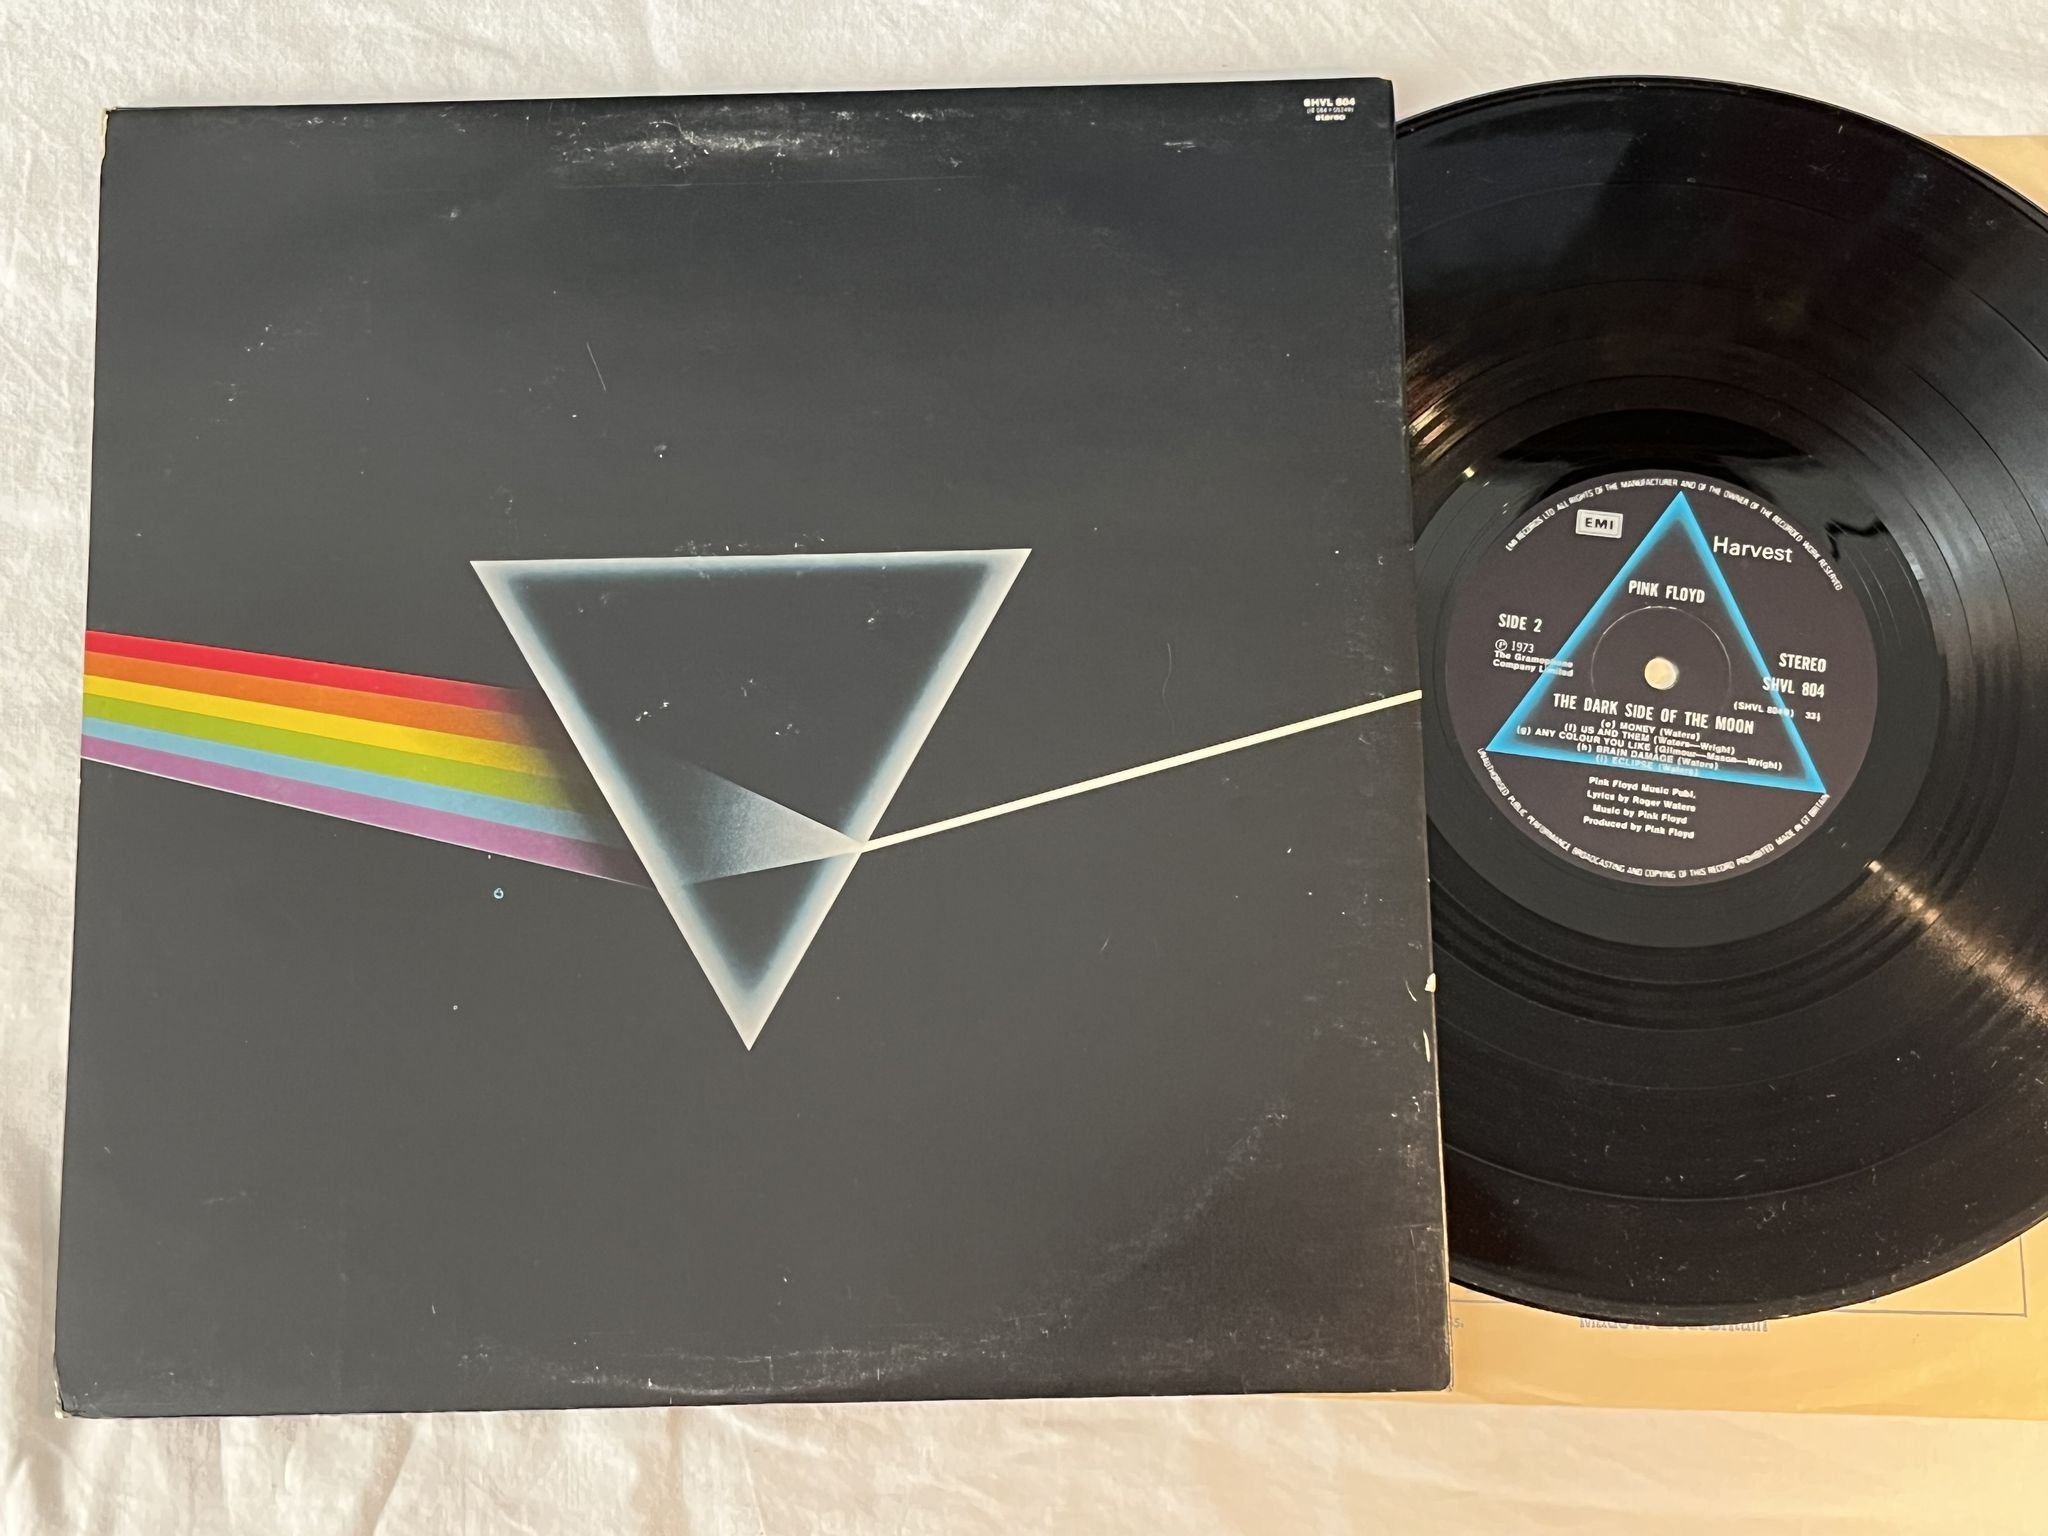 SHVL 804
stereo
EMI RECORDS LTD ALL RIGHTS OF THE MANUFACTURER AND OF THE OWNER OF THE RECORDED WORK RESERVED
EMI
Harvest
PINK FLOYD
SIDE 2
℗ 1973
The Gramophone
Company Limited
STEREO
SHVL 804
33⅓
THE DARK SIDE OF THE MOON
(e) MONEY (Waters)
(f) US AND THEM (Waters—Wright)
(g) ANY COLOUR YOU LIKE (Gilmour—Mason—Wright)
(h) BRAIN DAMAGE (Waters)
(i) ECLIPSE (Waters)
Pink Floyd Music Publ.
Lyrics by Roger Waters
Music by Pink Floyd
Produced by Pink Floyd
UNAUTHORISED PUBLIC PERFORMANCE BROADCASTING AND COPYING OF THIS RECORD PROHIBITED MADE IN GT BRITAIN